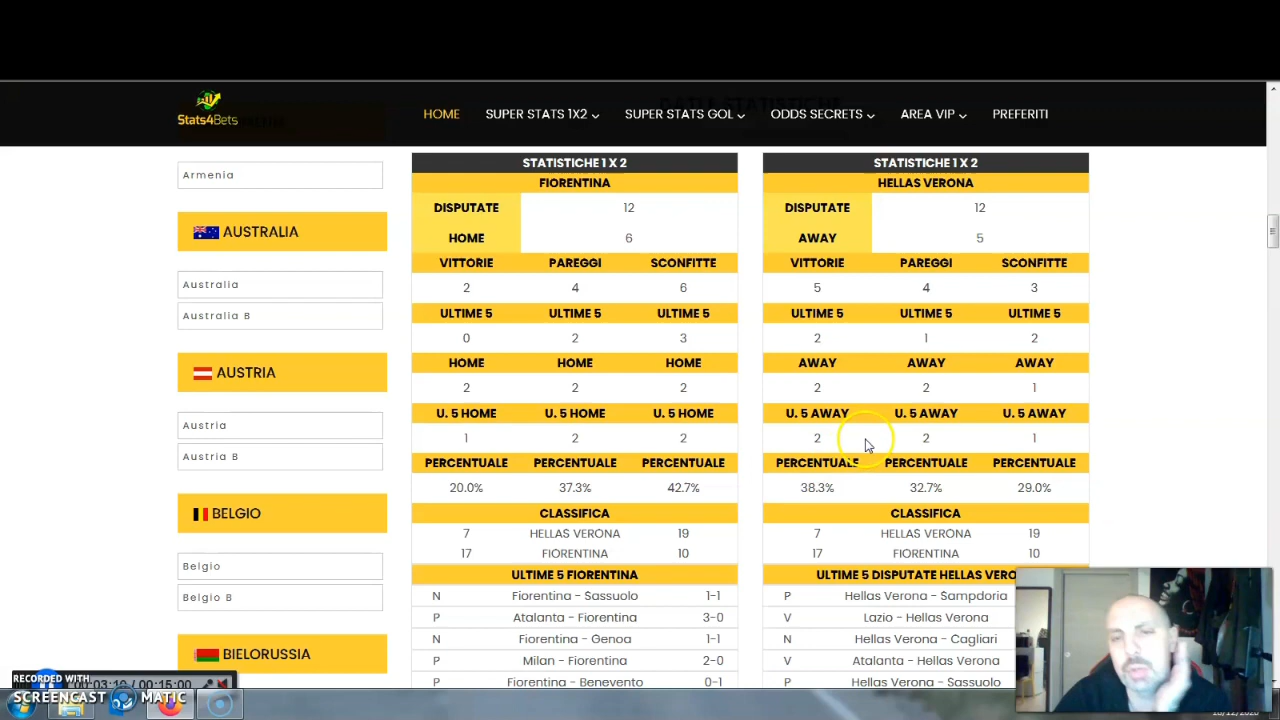 Stats4Bets
HOME SUPER STATS 1X2 SUPER STATS GOL ODDS SECRETS AREA VIP PREFERITI
Armenia
AUSTRALIA
Australia
Australia B
AUSTRIA
Austria
Austria B
BELGIO
Belgio
Belgio B
BIELORUSSIA
STATISTICHE 1 X 2
FIORENTINA
DISPUTATE 12
HOME 6
VITTORIE PAREGGI SCONFITTE
2 4 6
ULTIME 5 ULTIME 5 ULTIME 5
0 2 3
HOME HOME HOME
2 2 2
U. 5 HOME U. 5 HOME U. 5 HOME
1 2 2
PERCENTUALE PERCENTUALE PERCENTUALE
20.0% 37.3% 42.7%
CLASSIFICA
7 HELLAS VERONA 19
17 FIORENTINA 10
ULTIME 5 FIORENTINA
N Fiorentina - Sassuolo 1-1
P Atalanta - Fiorentina 3-0
N Fiorentina - Genoa 1-1
P Milan - Fiorentina 2-0
P Fiorentina - Benevento 0-1
STATISTICHE 1 X 2
HELLAS VERONA
DISPUTATE 12
AWAY 5
VITTORIE PAREGGI SCONFITTE
5 4 3
ULTIME 5 ULTIME 5 ULTIME 5
2 1 2
AWAY AWAY AWAY
2 2 1
U. 5 AWAY U. 5 AWAY U. 5 AWAY
2 2 1
PERCENTUALE PERCENTUALE PERCENTUALE
38.3% 32.7% 29.0%
CLASSIFICA
7 HELLAS VERONA 19
17 FIORENTINA 10
ULTIME 5 DISPUTATE HELLAS VERO
P Hellas Verona - Sampdoria
V Lazio - Hellas Verona
N Hellas Verona - Cagliari
V Atalanta - Hellas Verona
P Hellas Verona - Sassuolo
RECORDED WITH
SCREENCAST MATIC